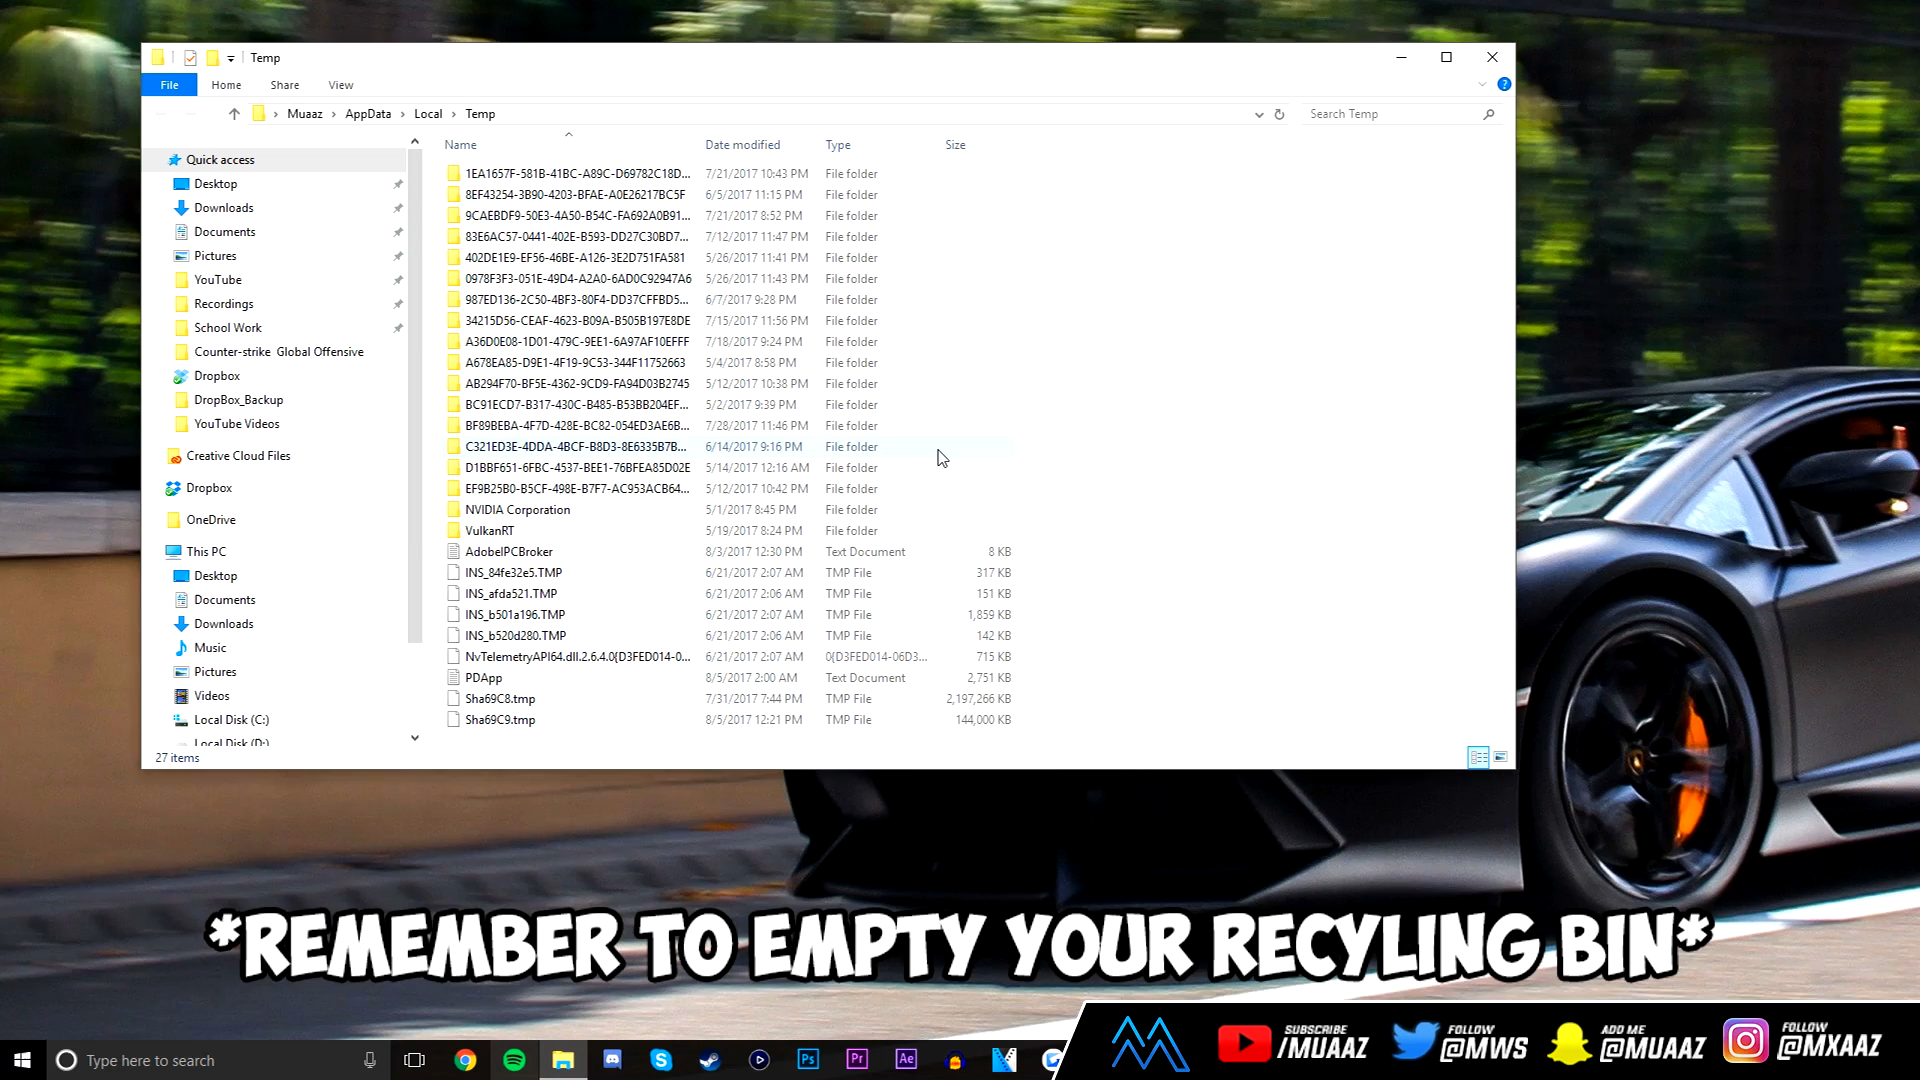 Temp
File Home Share View
Muaaz AppData Local Temp
Search Temp
Name Date modified Type Size
Quick access
Desktop
Downloads
Documents
Pictures
YouTube
Recordings
School Work
Counter-strike Global Offensive
Dropbox
DropBox_Backup
YouTube Videos
Creative Cloud Files
Dropbox
OneDrive
This PC
Desktop
Documents
Downloads
Music
Pictures
Videos
Local Disk (C:)
Local Disk (D:)
1EA1657F-581B-41BC-A89C-D69782C18D... 7/21/2017 10:43 PM File folder
8EF43254-3B90-4203-BFAE-A0E26217BC5F 6/5/2017 11:15 PM File folder
9CAEBDF9-50E3-4A50-B54C-FA692A0B91... 7/21/2017 8:52 PM File folder
83E6AC57-0441-402E-B593-DD27C30BD7... 7/12/2017 11:47 PM File folder
402DE1E9-EF56-46BE-A126-3E2D751FA581 5/26/2017 11:41 PM File folder
0978F3F3-051E-49D4-A2A0-6AD0C92947A6 5/26/2017 11:43 PM File folder
987ED136-2C50-4BF3-80F4-DD37CFFBD5... 6/7/2017 9:28 PM File folder
34215D56-CEAF-4623-B09A-B505B197E8DE 7/15/2017 11:56 PM File folder
A36D0E08-1D01-479C-9EE1-6A97AF10EFFF 7/18/2017 9:24 PM File folder
A678EA85-D9E1-4F19-9C53-344F11752663 5/4/2017 8:58 PM File folder
AB294F70-BF5E-4362-9CD9-FA94D03B2745 5/12/2017 10:38 PM File folder
BC91ECD7-B317-430C-B485-B53BB204EF... 5/2/2017 9:39 PM File folder
BF89BEBA-4F7D-428E-BC82-054ED3AE6B... 7/28/2017 11:46 PM File folder
C321ED3E-4DDA-4BCF-B8D3-8E6335B7B... 6/14/2017 9:16 PM File folder
D1BBF651-6FBC-4537-BEE1-76BFEA85D02E 5/14/2017 12:16 AM File folder
EF9B25B0-B5CF-498E-B7F7-AC953ACB64... 5/12/2017 10:42 PM File folder
NVIDIA Corporation 5/1/2017 8:45 PM File folder
VulkanRT 5/19/2017 8:24 PM File folder
AdobeIPCBroker 8/3/2017 12:30 PM Text Document 8 KB
INS_84fe32e5.TMP 6/21/2017 2:07 AM TMP File 317 KB
INS_afda521.TMP 6/21/2017 2:06 AM TMP File 151 KB
INS_b501a196.TMP 6/21/2017 2:07 AM TMP File 1,859 KB
INS_b520d280.TMP 6/21/2017 2:06 AM TMP File 142 KB
NvTelemetryAPI64.dll.2.6.4.0{D3FED014-0... 6/21/2017 2:07 AM 0{D3FED014-06D3... 715 KB
PDApp 8/5/2017 2:00 AM Text Document 2,751 KB
Sha69C8.tmp 7/31/2017 7:44 PM TMP File 2,197,266 KB
Sha69C9.tmp 8/5/2017 12:21 PM TMP File 144,000 KB
27 items
*REMEMBER TO EMPTY YOUR RECYLING BIN*
SUBSCRIBE
/MUAAZ
FOLLOW
@MWS
ADD ME
@MUAAZ
FOLLOW
@MXAAZ
Type here to search
Ps Pr Ae